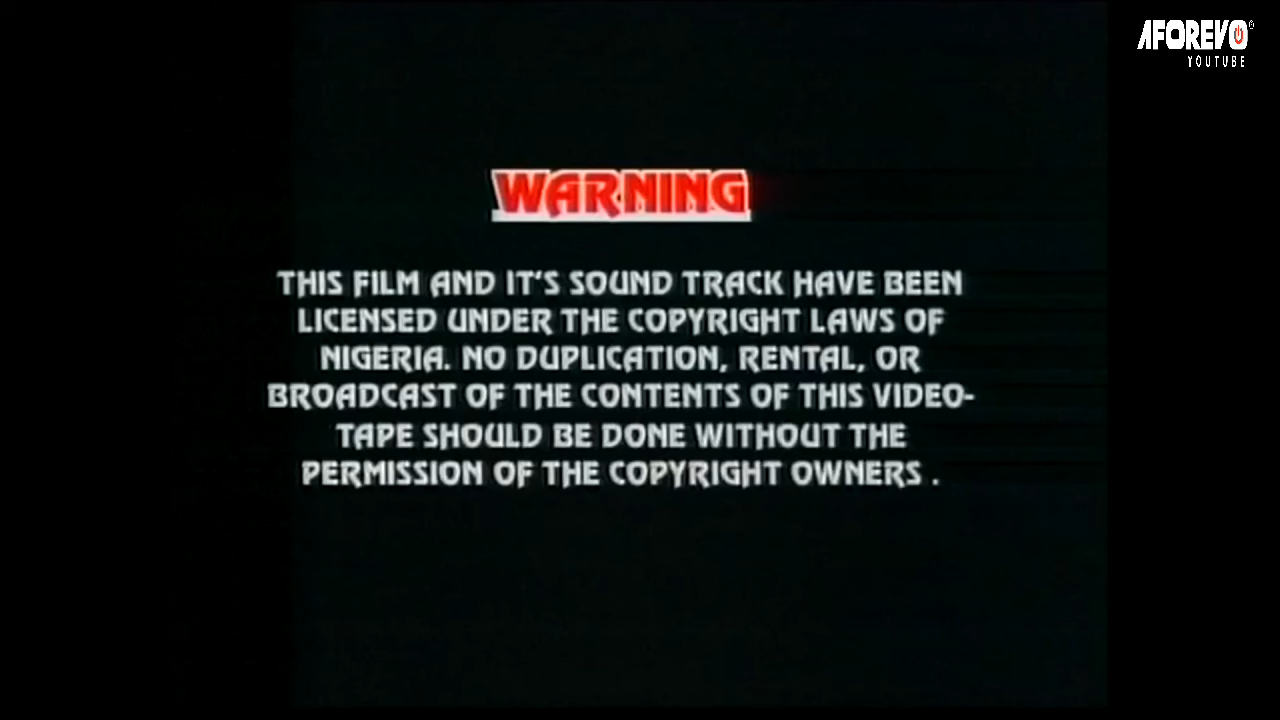 AFOREVO
YOUTUBE
WARNING
THIS FILM AND IT'S SOUND TRACK HAVE BEEN
LICENSED UNDER THE COPYRIGHT LAWS OF
NIGERIA. NO DUPLICATION, RENTAL, OR
BROADCAST OF THE CONTENTS OF THIS VIDEO-
TAPE SHOULD BE DONE WITHOUT THE
PERMISSION OF THE COPYRIGHT OWNERS .